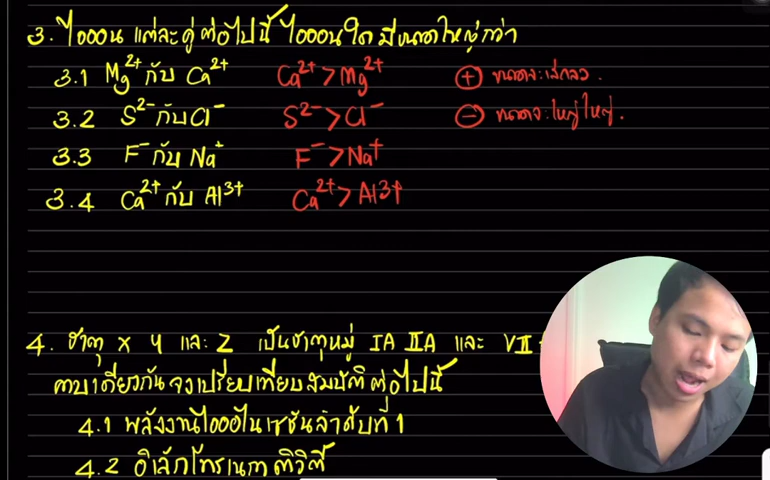 3. ไอออน แต่ละคู่ต่อไปนี้ ไอออนใด มีขนาดใหญ่กว่า
3.1 Mg²⁺ กับ Ca²⁺ Ca²⁺ > Mg²⁺ ⊕ ขนาดจะเล็กลง.
3.2 S²⁻ กับ Cl⁻ S²⁻ > Cl⁻ ⊖ ขนาดจะใหญ่ใหญ่.
3.3 F⁻ กับ Na⁺ F⁻ > Na⁺
3.4 Ca²⁺ กับ Al³⁺ Ca²⁺ > Al³⁺
4. ธาตุ X Y และ Z เป็นธาตุหมู่ IA IIA และ VII
คาบเดียวกัน จงเปรียบเทียบสมบัติต่อไปนี้
4.1 พลังงานไอออไนเซชันลำดับที่ 1
4.2 อิเล็กโทรเนกาติวิตี